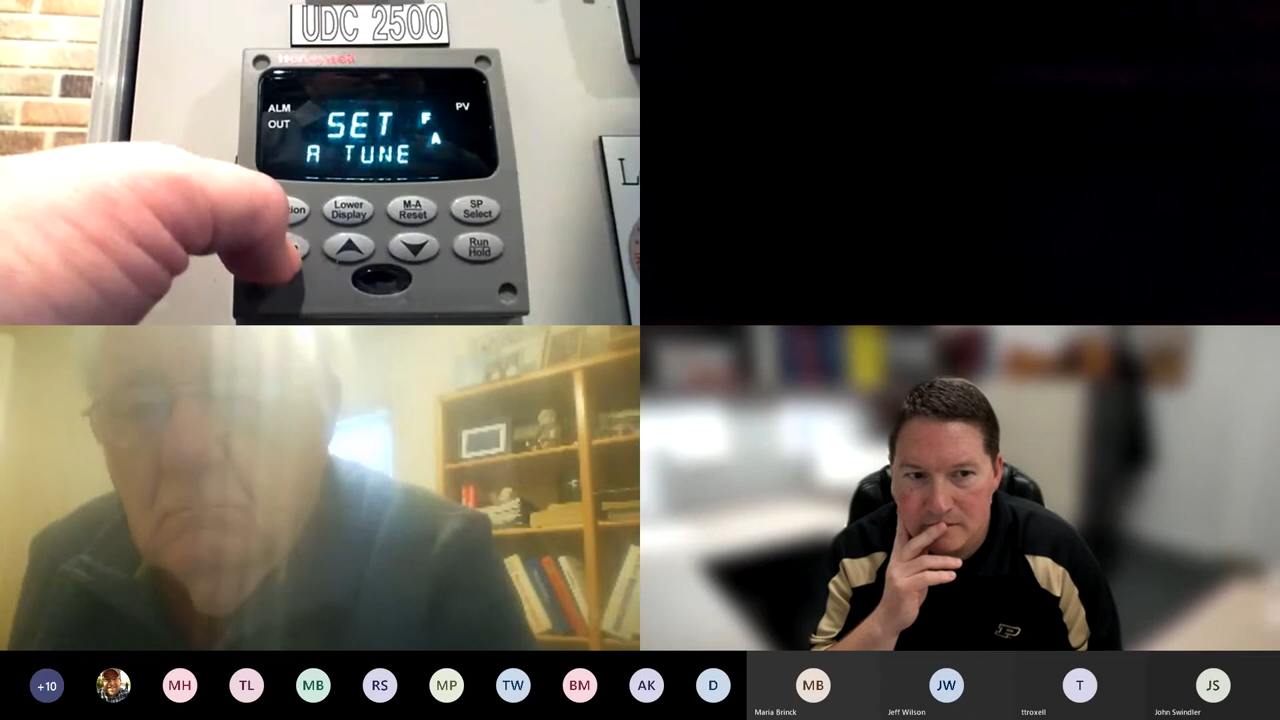 UDC 2500
Honeywell
ALM
OUT
PV
SET F
A
A TUNE
Lower Display
M-A Reset
SP Select
Run Hold
L
P
+10
MH
TL
MB
RS
MP
TW
BM
AK
D
MB
JW
T
JS
Maria Brinck
Jeff Wilson
ttroxell
John Swindler